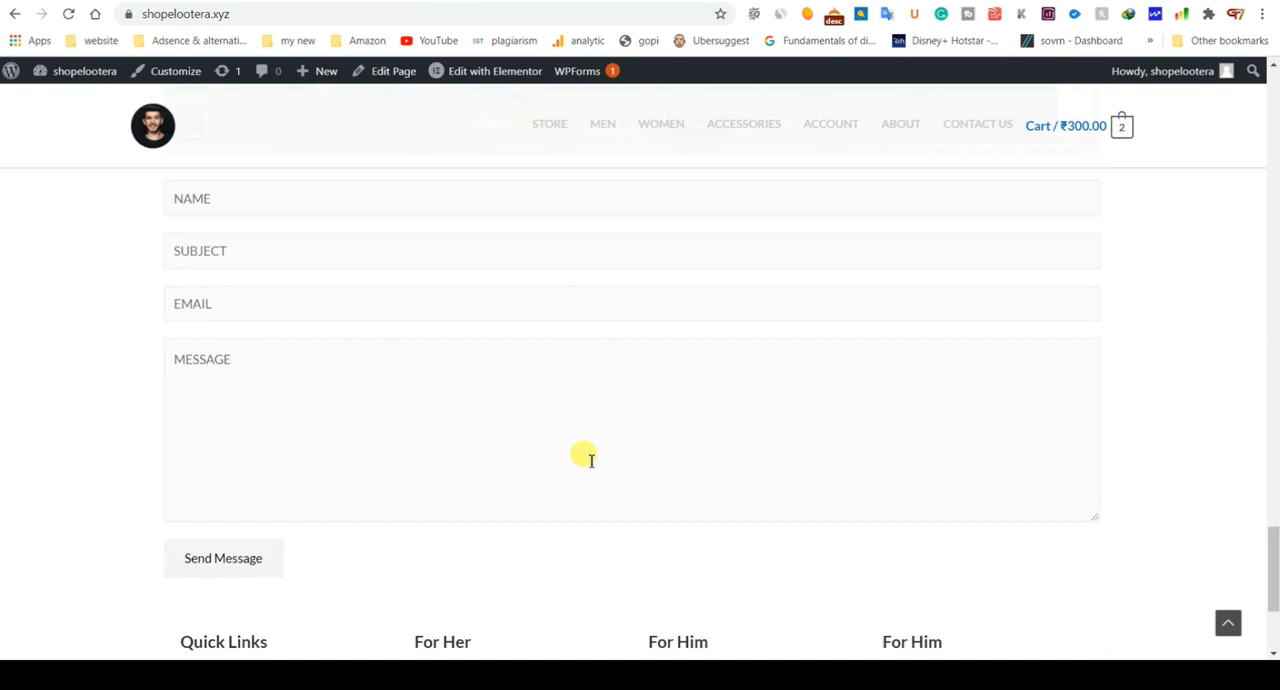 shopelootera.xyz
desc
Apps website Adsence & alternati... my new Amazon YouTube SST plagiarism analytic gopi Ubersuggest Fundamentals of di... Disney+ Hotstar -... sovrn - Dashboard » Other bookmarks
shopelootera Customize 1 0 New Edit Page Edit with Elementor WPForms 1 Howdy, shopelootera
STORE MEN WOMEN ACCESSORIES ACCOUNT ABOUT CONTACT US Cart / ₹300.00 2
NAME
SUBJECT
EMAIL
MESSAGE
Send Message
Quick Links For Her For Him For Him